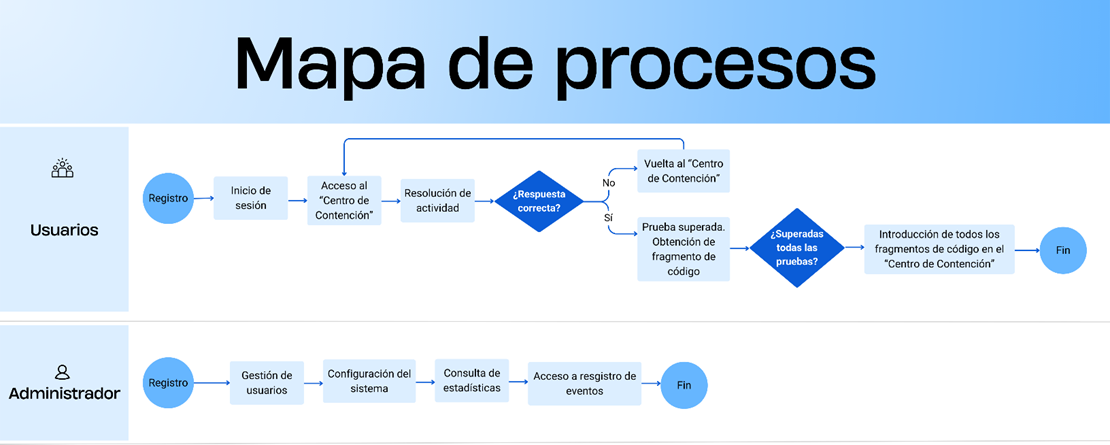 Mapa de procesos
Usuarios
Registro
Inicio de
sesión
Acceso al
“Centro de
Contención”
Resolución de
actividad
¿Respuesta
correcta?
No
Vuelta al “Centro
de Contención”
Sí
Prueba superada.
Obtención de
fragmento de
código
¿Superadas
todas las
pruebas?
Introducción de todos los
fragmentos de código en el
“Centro de Contención”
Fin
Administrador
Registro
Gestión de
usuarios
Configuración del
sistema
Consulta de
estadísticas
Acceso a resgistro de
eventos
Fin